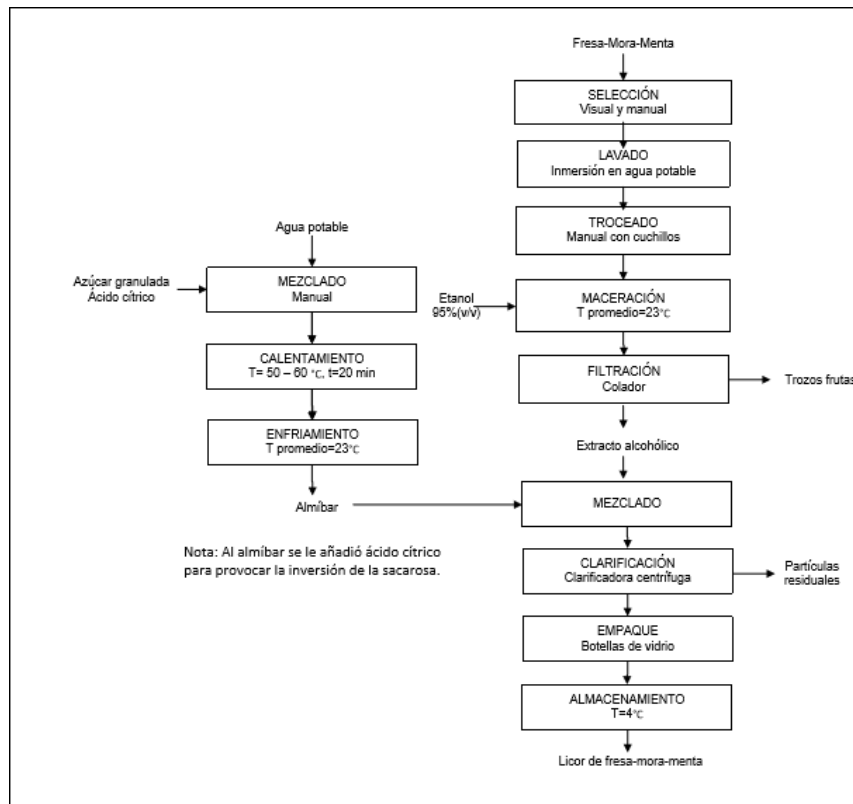 Fresa-Mora-Menta
SELECCIÓN
Visual y manual
LAVADO
Inmersión en agua potable
TROCEADO
Manual con cuchillos
Agua potable
Azúcar granulada
Ácido cítrico
MEZCLADO
Manual
Etanol
95%(v/v)
MACERACIÓN
T promedio=23℃
CALENTAMIENTO
T= 50 – 60 ℃, t=20 min
FILTRACIÓN
Colador
Trozos frutas
ENFRIAMIENTO
T promedio=23℃
Extracto alcohólico
Almíbar
MEZCLADO
Nota: Al almíbar se le añadió ácido cítrico
para provocar la inversión de la sacarosa.
CLARIFICACIÓN
Clarificadora centrífuga
Partículas
residuales
EMPAQUE
Botellas de vidrio
ALMACENAMIENTO
T=4℃
Licor de fresa-mora-menta